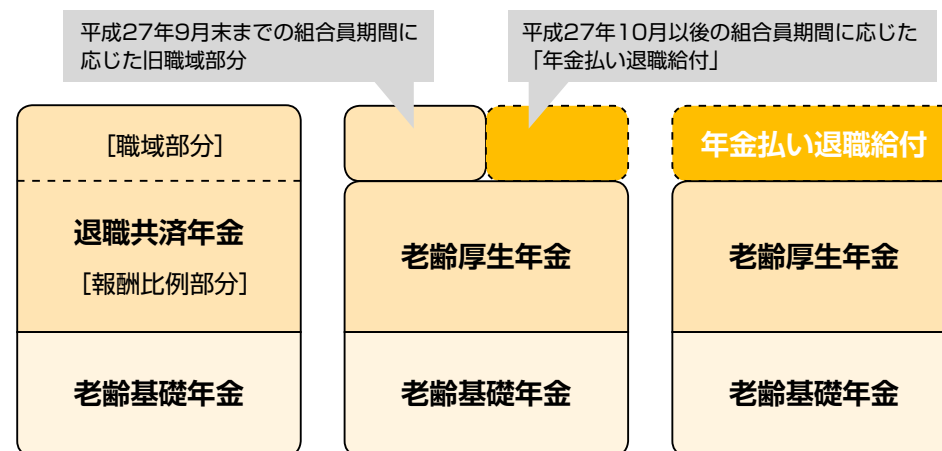 平成27年9月末までの組合員期間に
応じた旧職域部分
平成27年10月以後の組合員期間に応じた
「年金払い退職給付」
［職域部分］
退職共済年金
［報酬比例部分］
老齢基礎年金
老齢厚生年金
老齢基礎年金
年金払い退職給付
老齢厚生年金
老齢基礎年金